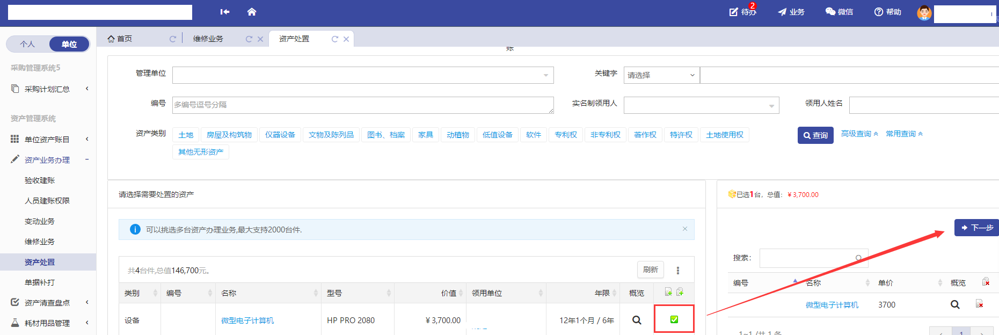 2
待办
业务
微信
帮助
个人
单位
首页
维修业务
资产处置
账
采购管理系统5
采购计划汇总
资产管理系统
单位资产账目
资产业务办理
验收建账
人员建账权限
变动业务
维修业务
资产处置
单据补打
资产清查盘点
耗材用品管理
管理单位
关键字 请选择
编号 多编号逗号分隔
实名制领用人
领用人姓名
资产类别 土地 房屋及构筑物 仪器设备 文物及陈列品 图书、档案 家具 动植物 低值设备 软件 专利权 非专利权 著作权 特许权 土地使用权
其他无形资产
查询 高级查询 常用查询
请选择需要处置的资产
可以挑选多台资产办理业务,最大支持2000台件.
共4台件,总值146,700元。
刷新
类别 编号 名称 型号 价值 领用单位 年限 概览
设备 微型电子计算机 HP PRO 2080 ¥ 3,700.00 12年1个月 / 6年
已选1台，总值：¥ 3,700.00
下一步
搜索：
编号 名称 单价 概览
微型电子计算机 3700
1~1 /共 1 条
1